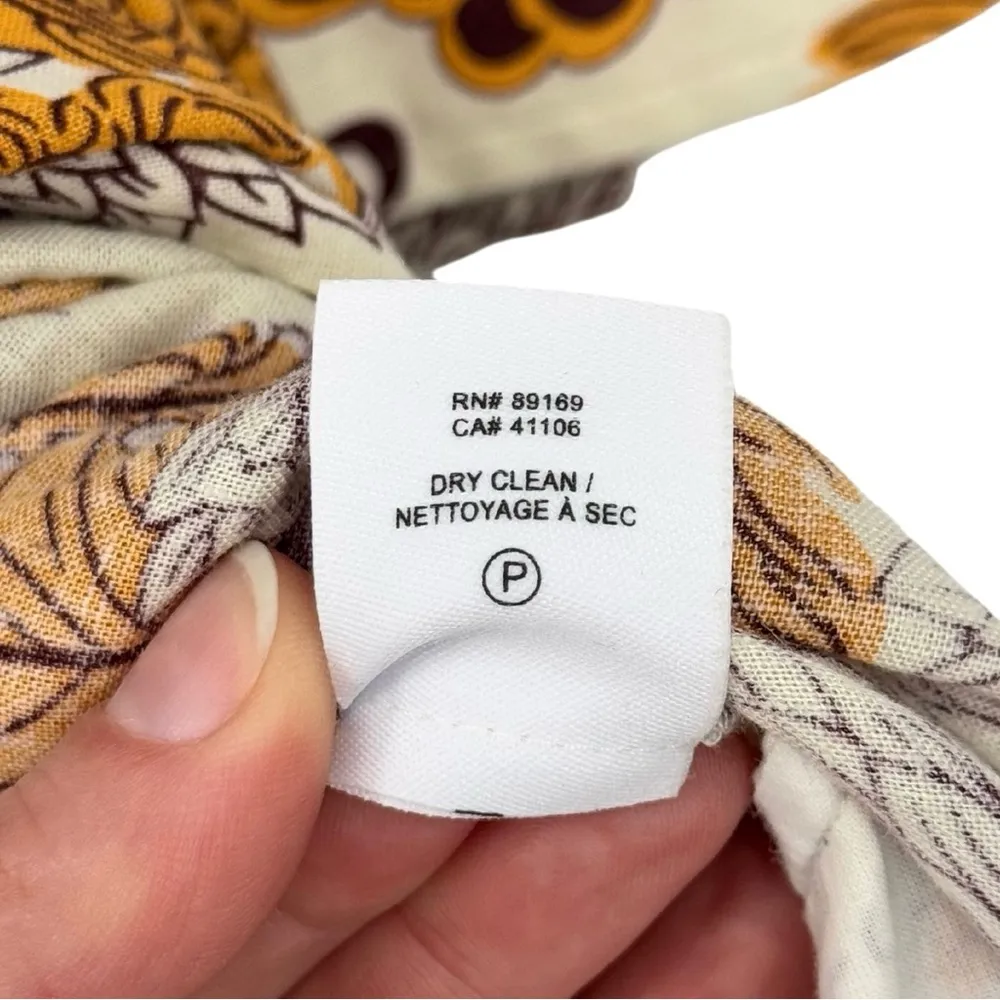 RN# 89169
CA# 41106
DRY CLEAN /
NETTOYAGE À SEC
P